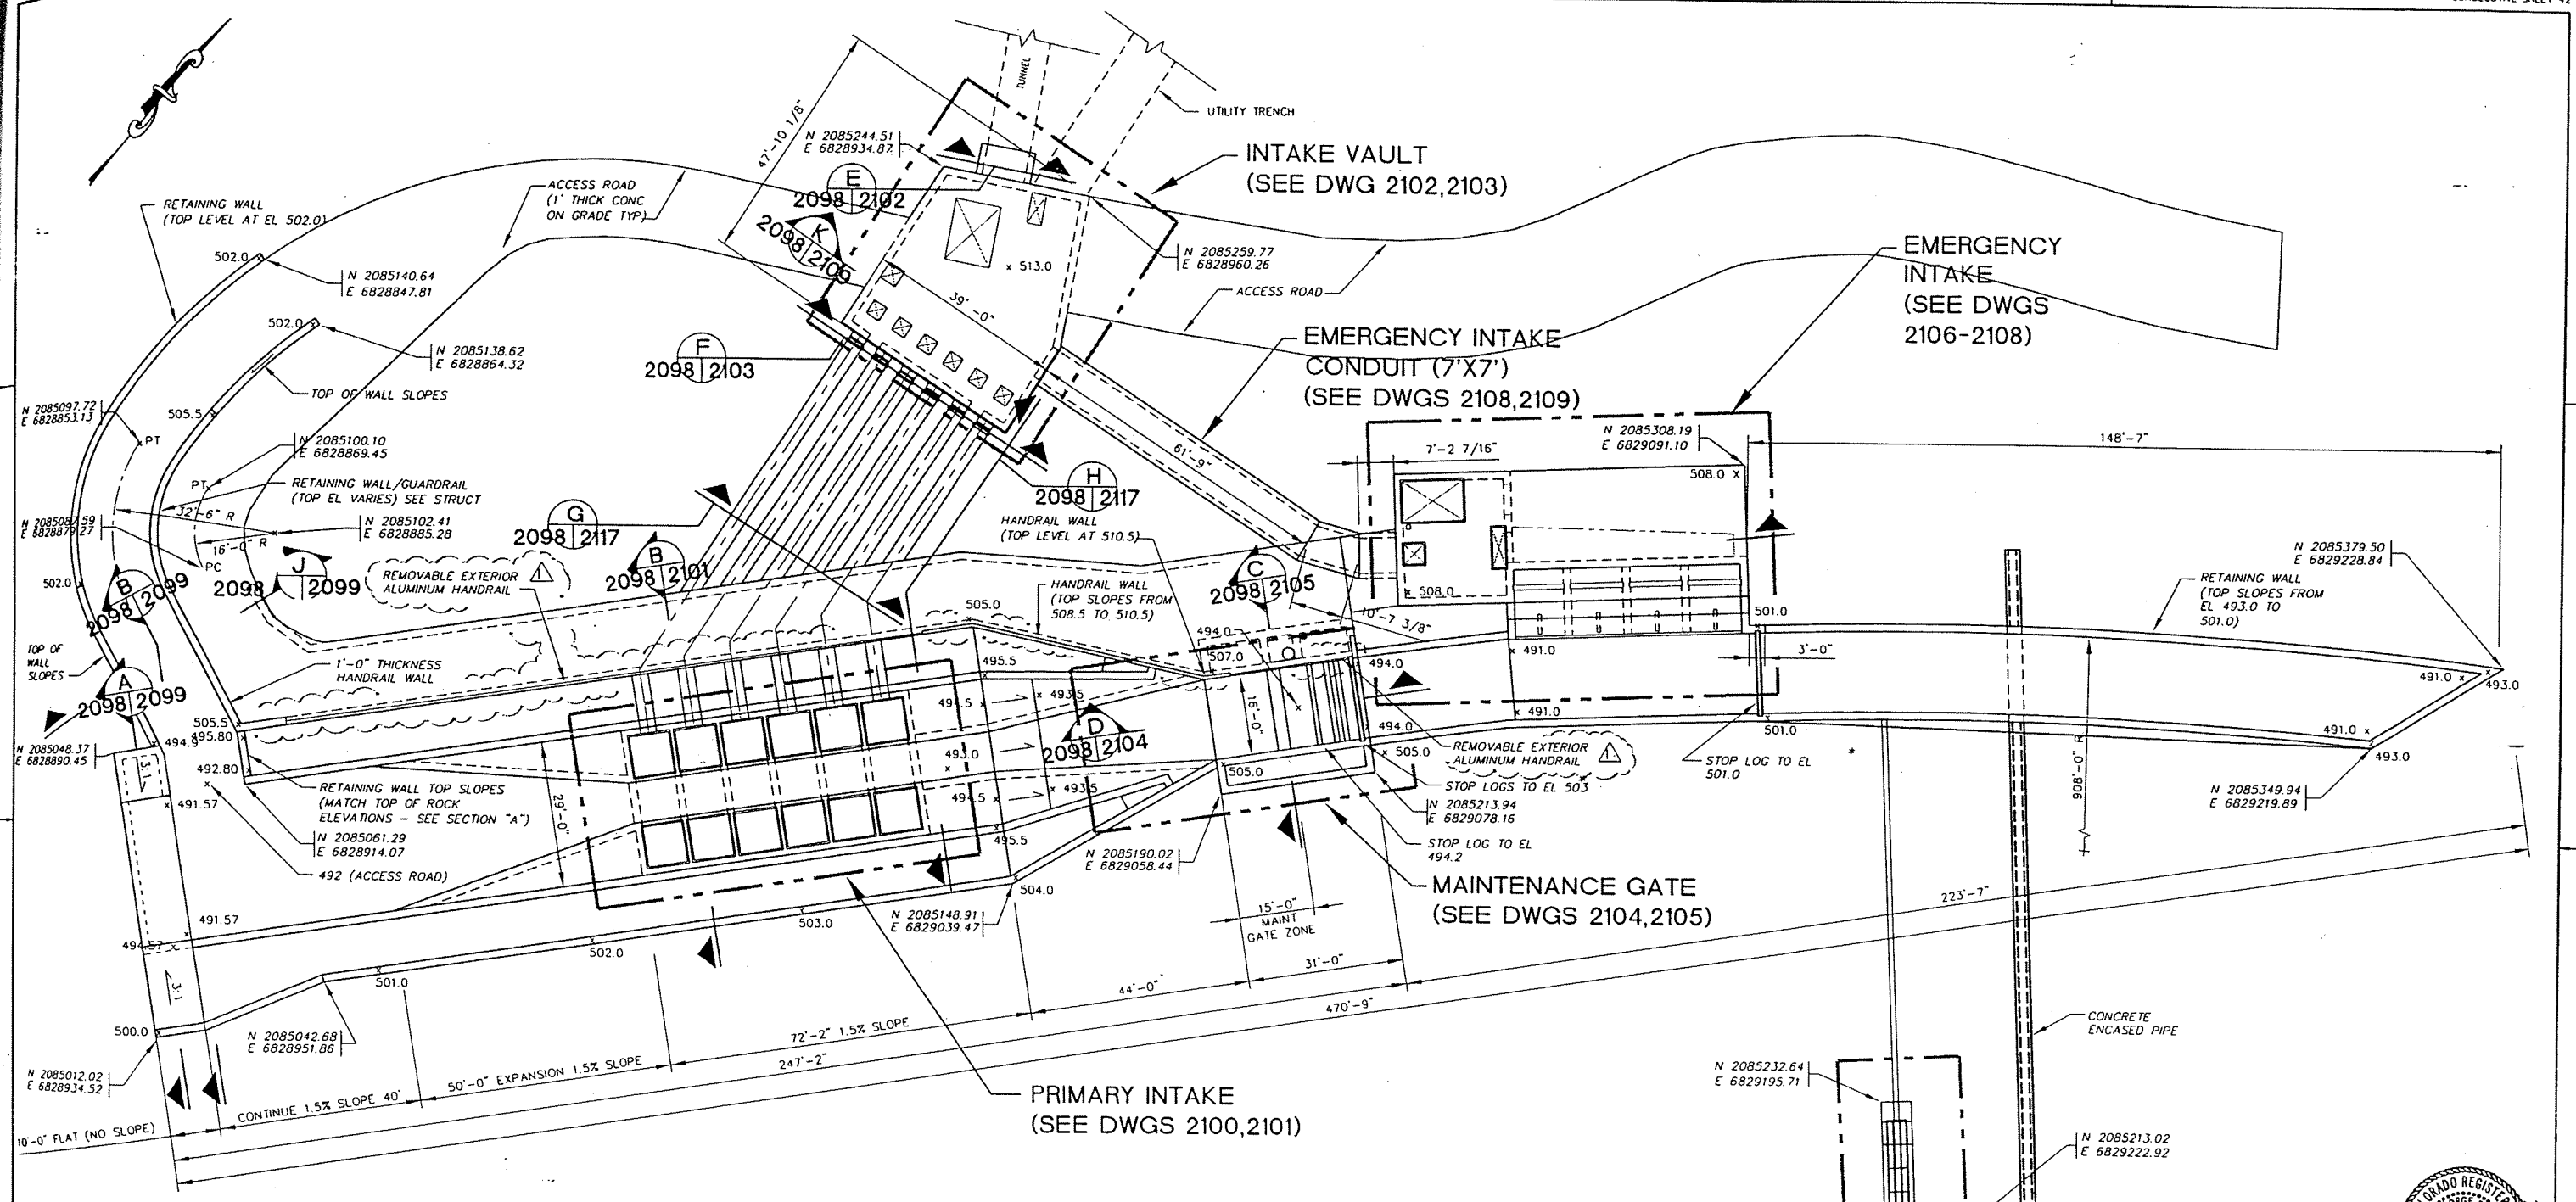 TUNNEL
UTILITY TRENCH
47'-10 1/8"
N 2085244.51
E 6828934.87
INTAKE VAULT
(SEE DWG 2102,2103)
E
2098 2102
K
2098 2106
ACCESS ROAD
(1' THICK CONC
ON GRADE TYP)
RETAINING WALL
(TOP LEVEL AT EL 502.0)
502.0
N 2085140.64
E 6828847.81
502.0
N 2085138.62
E 6828864.32
TOP OF WALL SLOPES
513.0
N 2085259.77
E 6828960.26
39'-0"
ACCESS ROAD
EMERGENCY
INTAKE
(SEE DWGS
2106-2108)
EMERGENCY INTAKE
CONDUIT (7'X7')
(SEE DWGS 2108,2109)
F
2098 2103
N 2085097.72
E 6828853.13
PT
505.5
N 2085100.10
E 6828869.45
PT
RETAINING WALL/GUARDRAIL
(TOP EL VARIES) SEE STRUCT
32'-6" R
N 2085087.59
E 6828879.27
N 2085102.41
E 6828885.28
16'-0" R
PC
61'-9"
7'-2 7/16"
N 2085308.19
E 6829091.10
508.0
148'-7"
H
2098 2117
G
2098 2117
HANDRAIL WALL
(TOP LEVEL AT 510.5)
B
2098 2101
J
2098 2099
REMOVABLE EXTERIOR
ALUMINUM HANDRAIL
1
502.0
B
2098 2099
HANDRAIL WALL
(TOP SLOPES FROM
508.5 TO 510.5)
C
2098 2105
508.0
10'-7 3/8"
N 2085379.50
E 6829228.84
RETAINING WALL
(TOP SLOPES FROM
EL 493.0 TO
501.0)
501.0
505.0
494.0
507.0
494.0
491.0
3'-0"
491.0
493.0
TOP OF
WALL
SLOPES
A
2098 2099
1'-0" THICKNESS
HANDRAIL WALL
495.5
493.5
494.5
16'-0"
D
2098 2104
494.0
491.0
501.0
491.0
493.0
505.5
495.80
494.9
N 2085048.37
E 6828890.45
3:1
492.80
491.57
RETAINING WALL TOP SLOPES
(MATCH TOP OF ROCK
ELEVATIONS - SEE SECTION "A")
N 2085061.29
E 6828914.07
492 (ACCESS ROAD)
29'-0"
493.0
494.5
493.5
495.5
505.0
505.0
REMOVABLE EXTERIOR
ALUMINUM HANDRAIL
1
STOP LOGS TO EL 503
N 2085213.94
E 6829078.16
STOP LOG TO EL
494.2
STOP LOG TO EL
501.0
908'-0" R
N 2085349.94
E 6829219.89
N 2085190.02
E 6829058.44
MAINTENANCE GATE
(SEE DWGS 2104,2105)
504.0
N 2085148.91
E 6829039.47
15'-0"
MAINT
GATE ZONE
223'-7"
491.57
494.57
503.0
502.0
501.0
3:1
500.0
N 2085042.68
E 6828951.86
N 2085012.02
E 6828934.52
31'-0"
44'-0"
470'-9"
72'-2" 1.5% SLOPE
247'-2"
50'-0" EXPANSION 1.5% SLOPE
CONTINUE 1.5% SLOPE 40'
10'-0" FLAT (NO SLOPE)
PRIMARY INTAKE
(SEE DWGS 2100,2101)
CONCRETE
ENCASED PIPE
N 2085232.64
E 6829195.71
N 2085213.02
E 6829222.92